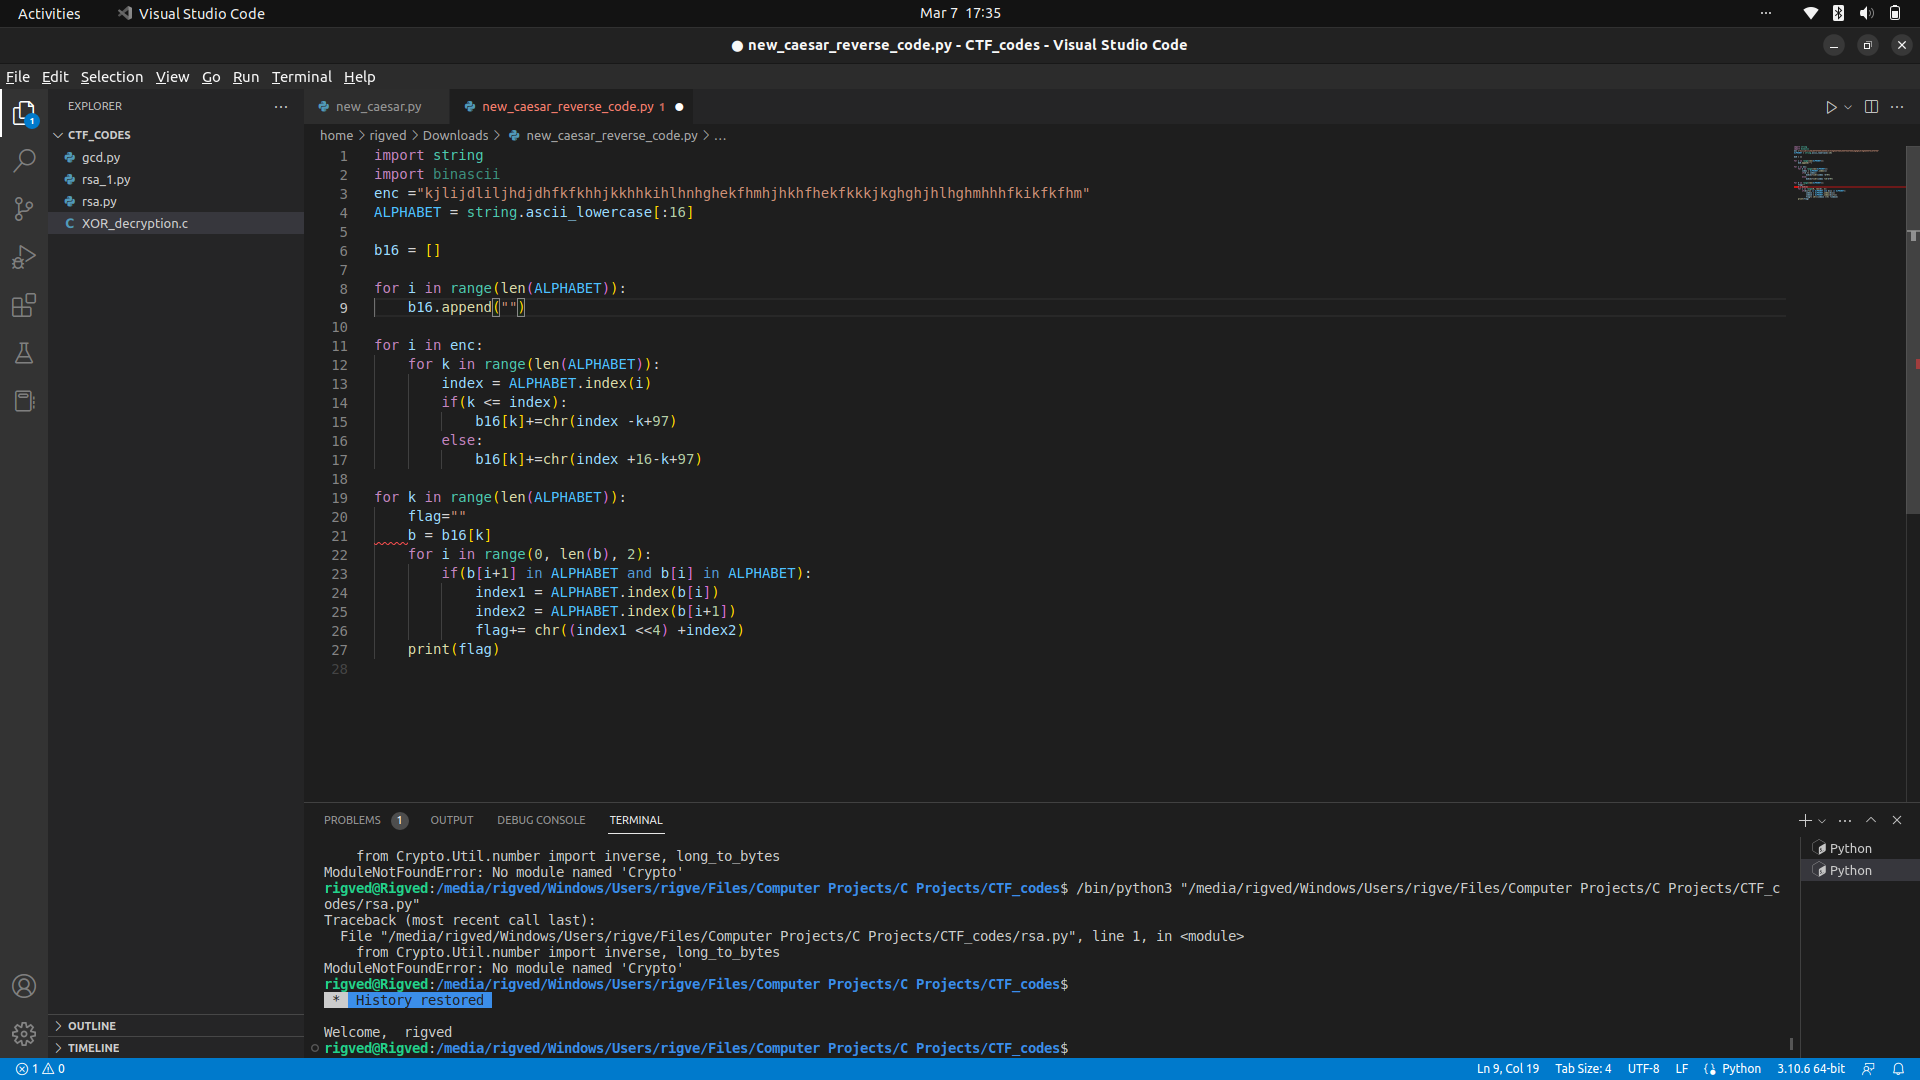 Activities
Visual Studio Code
Mar 7 17:35
● new_caesar_reverse_code.py - CTF_codes - Visual Studio Code
File Edit Selection View Go Run Terminal Help
EXPLORER
CTF_CODES
gcd.py
rsa_1.py
rsa.py
C XOR_decryption.c
OUTLINE
TIMELINE
1
new_caesar.py
new_caesar_reverse_code.py 1
home > rigved > Downloads > new_caesar_reverse_code.py > ...
1 import string
2 import binascii
3 enc ="kjlijdliljhdjdhfkfkhhjkkhhkihlhnhghekfhmhjhkhfhekfkkkjkghghjhlhghmhhhfkikfkfhm"
4 ALPHABET = string.ascii_lowercase[:16]
5
6 b16 = []
7
8 for i in range(len(ALPHABET)):
9     b16.append("")
10
11 for i in enc:
12     for k in range(len(ALPHABET)):
13         index = ALPHABET.index(i)
14         if(k <= index):
15             b16[k]+=chr(index -k+97)
16         else:
17             b16[k]+=chr(index +16-k+97)
18
19 for k in range(len(ALPHABET)):
20     flag=""
21     b = b16[k]
22     for i in range(0, len(b), 2):
23         if(b[i+1] in ALPHABET and b[i] in ALPHABET):
24             index1 = ALPHABET.index(b[i])
25             index2 = ALPHABET.index(b[i+1])
26             flag+= chr((index1 <<4) +index2)
27     print(flag)
28
PROBLEMS 1 OUTPUT DEBUG CONSOLE TERMINAL
Python
Python
    from Crypto.Util.number import inverse, long_to_bytes
ModuleNotFoundError: No module named 'Crypto'
rigved@Rigved:/media/rigved/Windows/Users/rigve/Files/Computer Projects/C Projects/CTF_codes$ /bin/python3 "/media/rigved/Windows/Users/rigve/Files/Computer Projects/C Projects/CTF_c
odes/rsa.py"
Traceback (most recent call last):
  File "/media/rigved/Windows/Users/rigve/Files/Computer Projects/C Projects/CTF_codes/rsa.py", line 1, in <module>
    from Crypto.Util.number import inverse, long_to_bytes
ModuleNotFoundError: No module named 'Crypto'
rigved@Rigved:/media/rigved/Windows/Users/rigve/Files/Computer Projects/C Projects/CTF_codes$
* History restored
Welcome, rigved
rigved@Rigved:/media/rigved/Windows/Users/rigve/Files/Computer Projects/C Projects/CTF_codes$
1 0
Ln 9, Col 19 Tab Size: 4 UTF-8 LF Python 3.10.6 64-bit